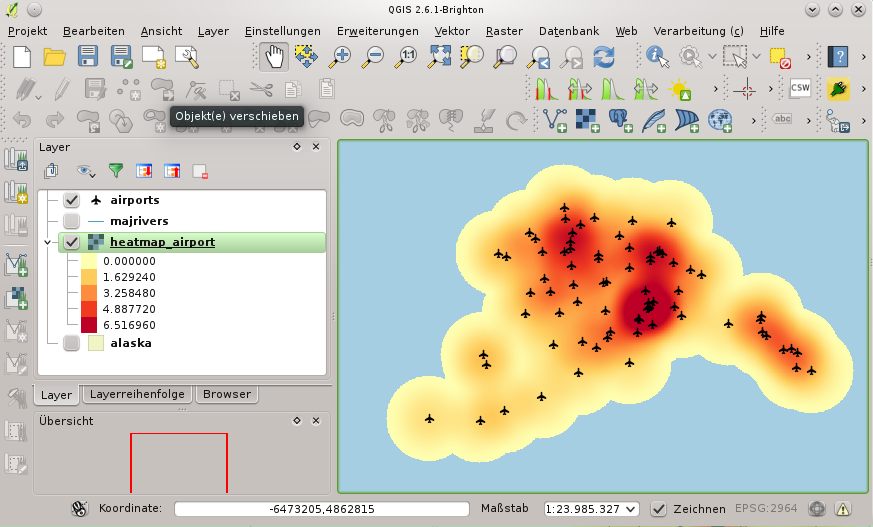 QGIS 2.6.1-Brighton
Projekt Bearbeiten Ansicht Layer Einstellungen Erweiterungen Vektor Raster Datenbank Web Verarbeitung (c) Hilfe
1:1
CSW
Objekt(e) verschieben
abc
Layer
airports
majrivers
heatmap_airport
0.000000
1.629240
3.258480
4.887720
6.516960
alaska
Layer Layerreihenfolge Browser
Übersicht
Koordinate: -6473205,4862815 Maßstab 1:23.985.327 Zeichnen EPSG:2964